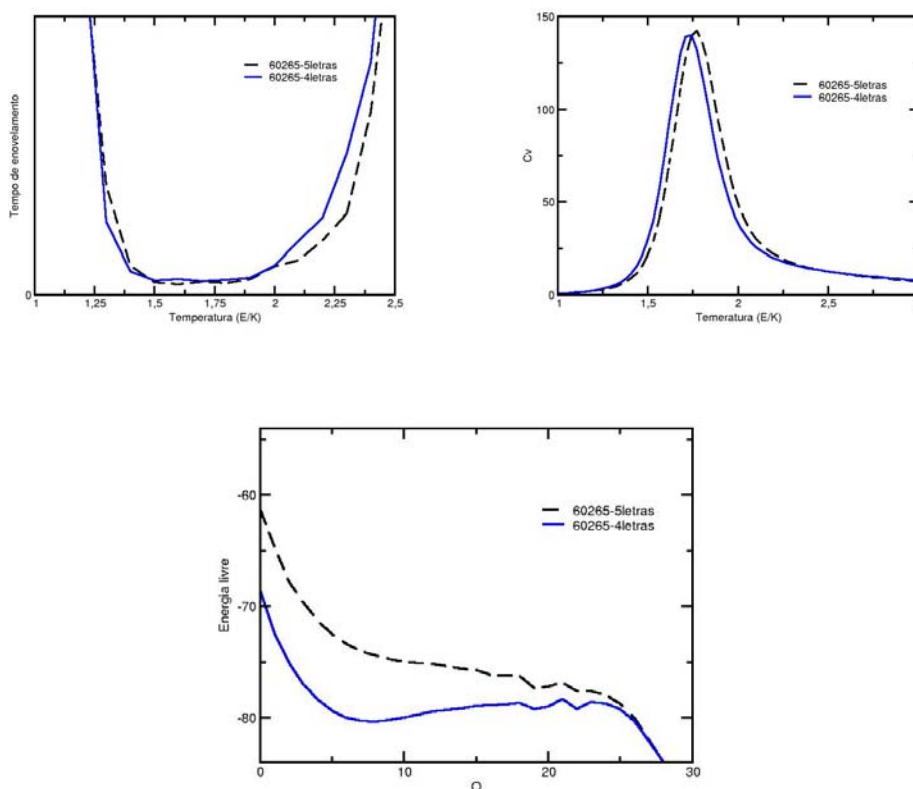 Tempo de enovelamento
60265-5letras
60265-4letras
0
1 1,25 1,5 1,75 2 2,25 2,5
Temperatura (E/K)
Cv
150
100
50
0
60265-5letras
60265-4letras
1 1,5 2 2,5
Temeratura (E/K)
Energia livre
-60
-70
-80
60265-5letras
60265-4letras
0 10 20 30